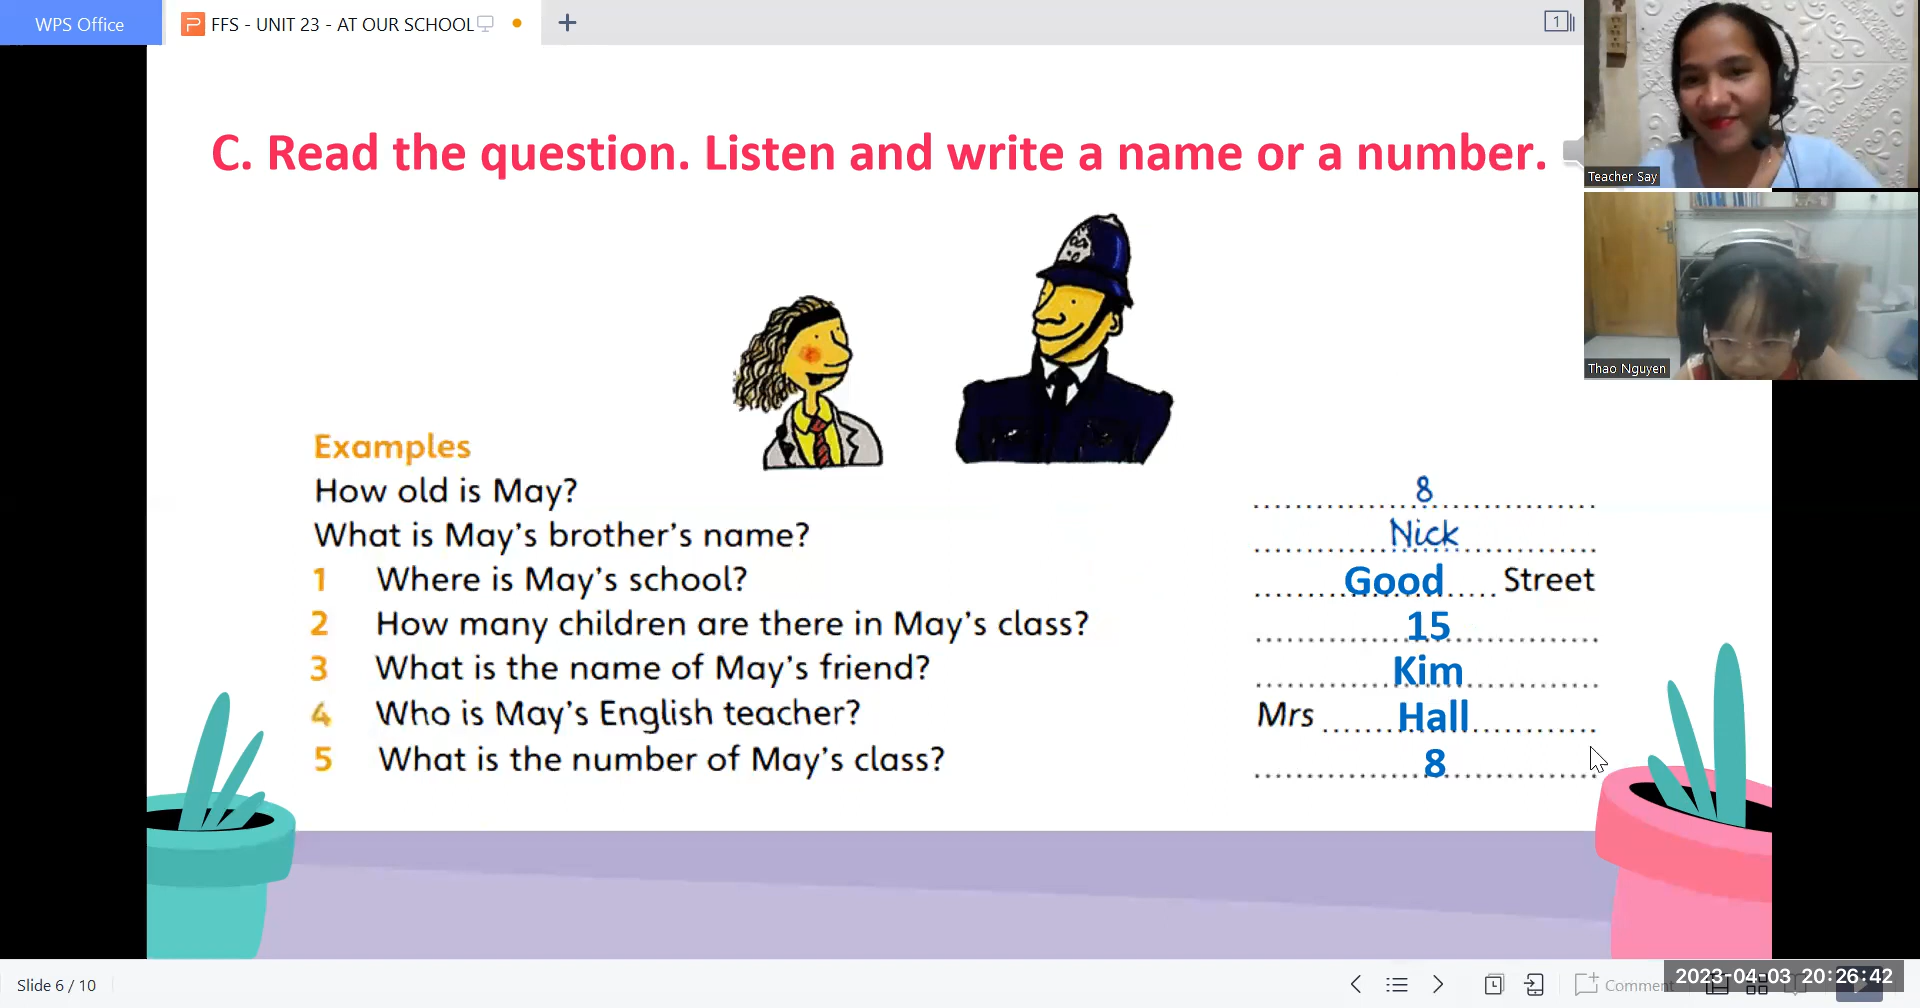 WPS Office
FFS - UNIT 23 - AT OUR SCHOOL
1
C. Read the question. Listen and write a name or a number.
Teacher Say
Thao Nguyen
Examples
How old is May? 8
What is May's brother's name? Nick
1 Where is May's school? Good Street
2 How many children are there in May's class? 15
3 What is the name of May's friend? Kim
4 Who is May's English teacher? Mrs Hall
5 What is the number of May's class? 8
Slide 6 / 10
Comment
2023-04-03 20:26:42